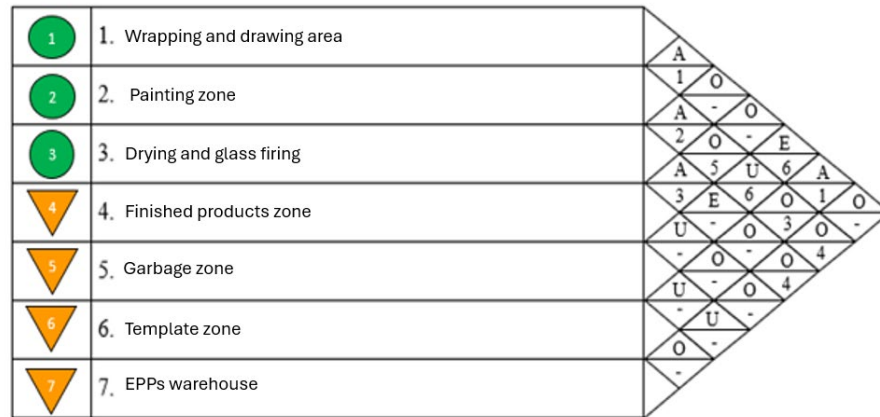 1 1. Wrapping and drawing area
A
1 O
2 2. Painting zone
A - O
2 O - E
3 3. Drying and glass firing
A 5 U 6 A
3 E 6 O 1 O
4 4. Finished products zone
U - O 3 O -
- O - O 4
5 5. Garbage zone
U - O 4
- U -
6 6. Template zone
O -
-
7 7. EPPs warehouse